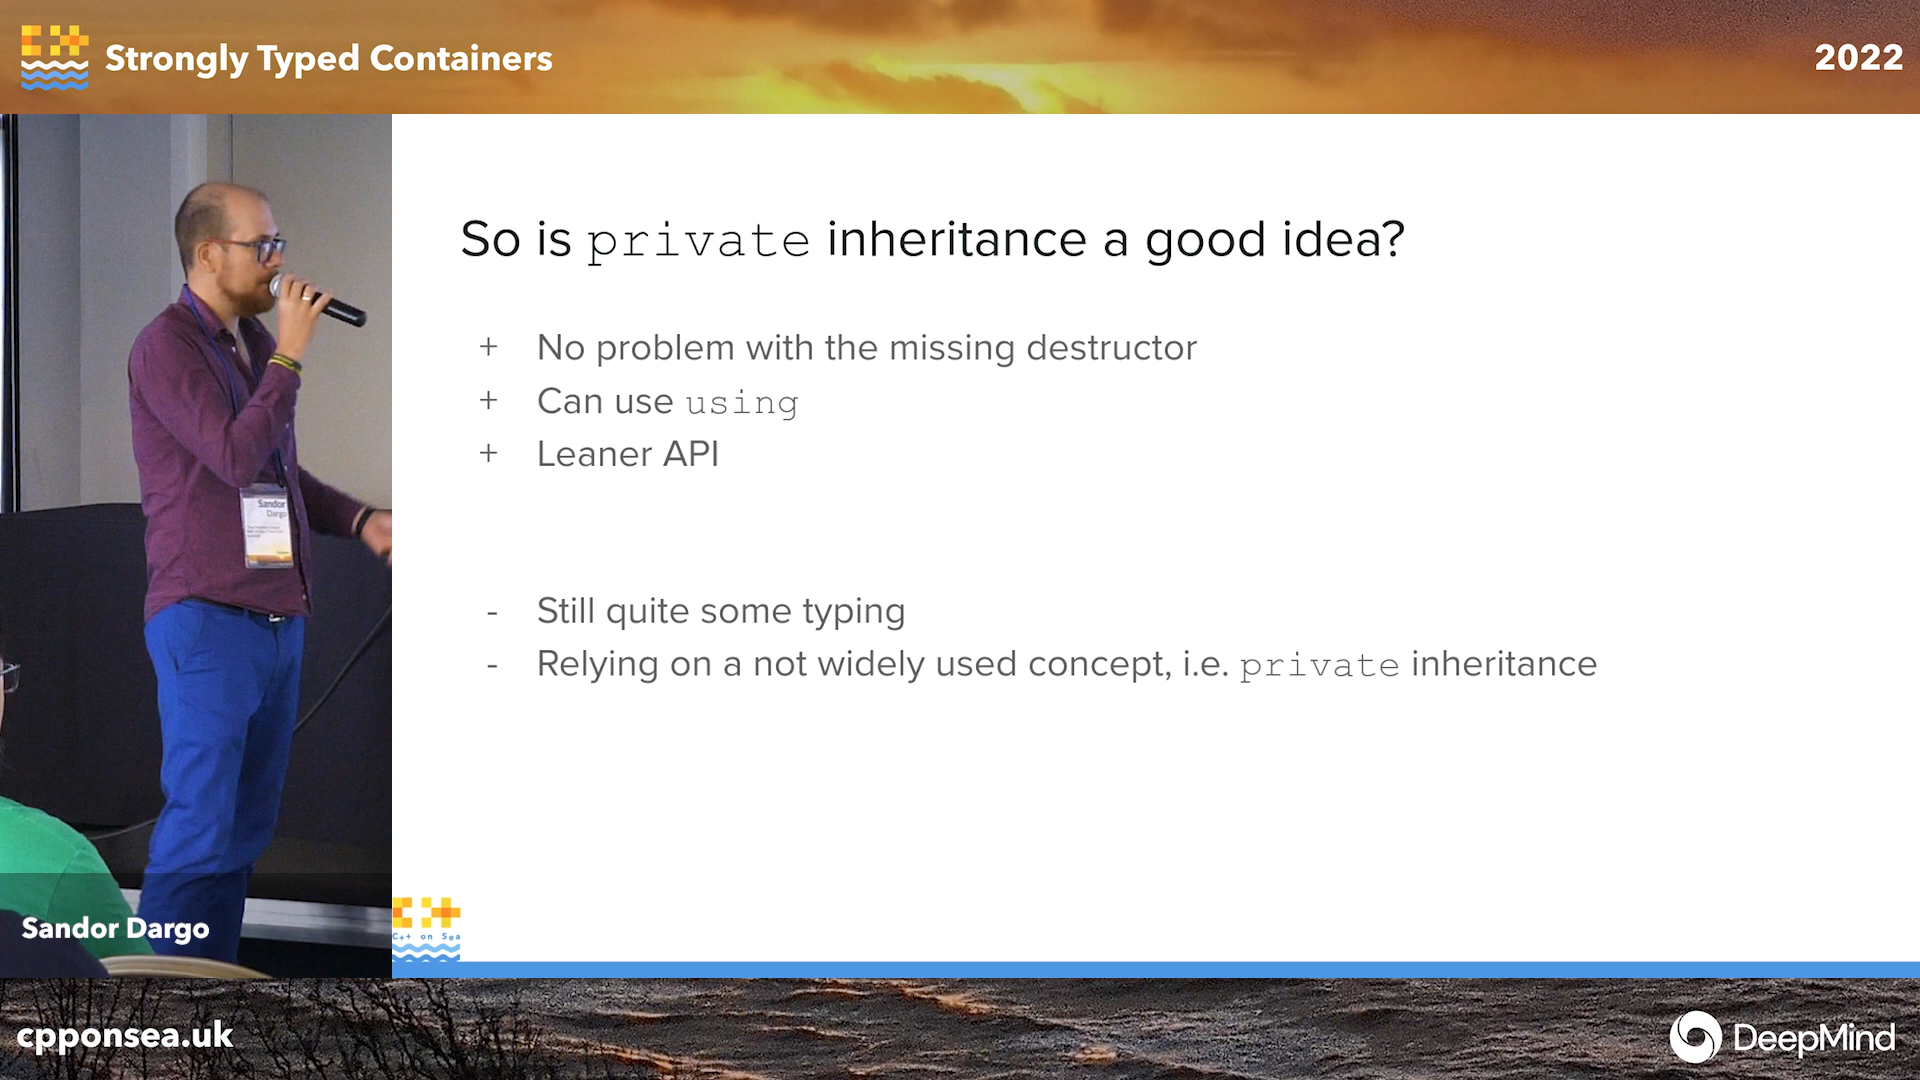 Strongly Typed Containers
2022
So is private inheritance a good idea?
+ No problem with the missing destructor
+ Can use using
+ Leaner API
- Still quite some typing
- Relying on a not widely used concept, i.e. private inheritance
Sandor
Dargo
C++ on Sea
Sandor Dargo
cpponsea.uk
DeepMind